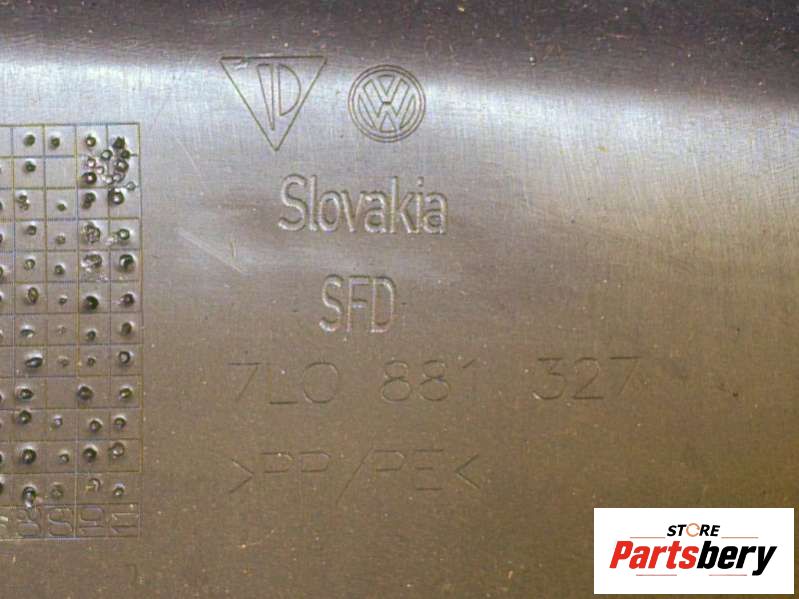 Slovakia
SFD
7L0 881 327
>PP/PE<
STORE
Partsbery